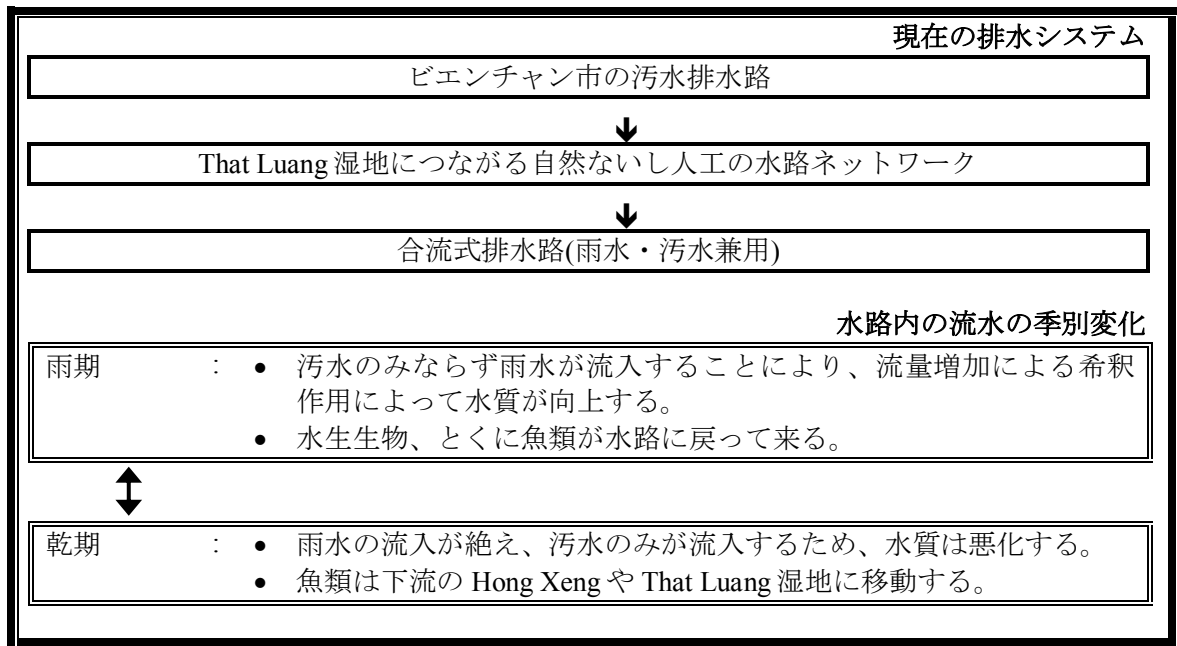 現在の排水システム
ビエンチャン市の汚水排水路
That Luang 湿地につながる自然ないし人工の水路ネットワーク
合流式排水路(雨水・汚水兼用)
水路内の流水の季別変化
雨期 : • 汚水のみならず雨水が流入することにより、流量増加による希釈
作用によって水質が向上する。
• 水生生物、とくに魚類が水路に戻って来る。
乾期 : • 雨水の流入が絶え、汚水のみが流入するため、水質は悪化する。
• 魚類は下流の Hong Xeng や That Luang 湿地に移動する。